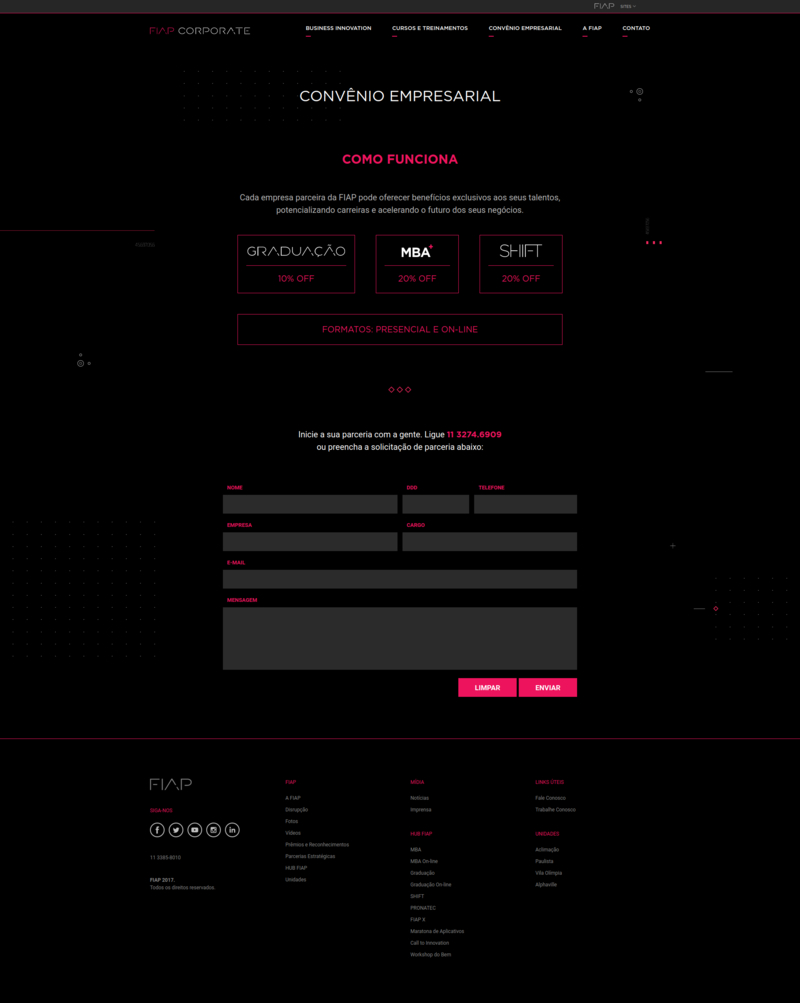 FIAP SITES
FIAP CORPORATE
BUSINESS INNOVATION
CURSOS E TREINAMENTOS
CONVÊNIO EMPRESARIAL
A FIAP
CONTATO
CONVÊNIO EMPRESARIAL
COMO FUNCIONA
Cada empresa parceira da FIAP pode oferecer benefícios exclusivos aos seus talentos,
potencializando carreiras e acelerando o futuro dos seus negócios.
GRADUAÇÃO
10% OFF
MBA+
20% OFF
SHIFT
20% OFF
FORMATOS: PRESENCIAL E ON-LINE
Inicie a sua parceria com a gente. Ligue 11 3274.6909
ou preencha a solicitação de parceria abaixo:
NOME
DDD
TELEFONE
EMPRESA
CARGO
E-MAIL
MENSAGEM
LIMPAR
ENVIAR
FIAP
SIGA-NOS
11 3385-8010
FIAP 2017.
Todos os direitos reservados
FIAP
A FIAP
Disrupção
Fotos
Vídeos
Prêmios e Reconhecimentos
Parcerias Estratégicas
HUB FIAP
Unidades
MÍDIA
Notícias
Imprensa
HUB FIAP
MBA
MBA On-line
Graduação
Graduação On-line
SHIFT
PRONATEC
FIAP X
Maratona de Aplicativos
Call to Innovation
Workshop do Bem
LINKS ÚTEIS
Fale Conosco
Trabalhe Conosco
UNIDADES
Aclimação
Paulista
Vila Olímpia
Alphaville